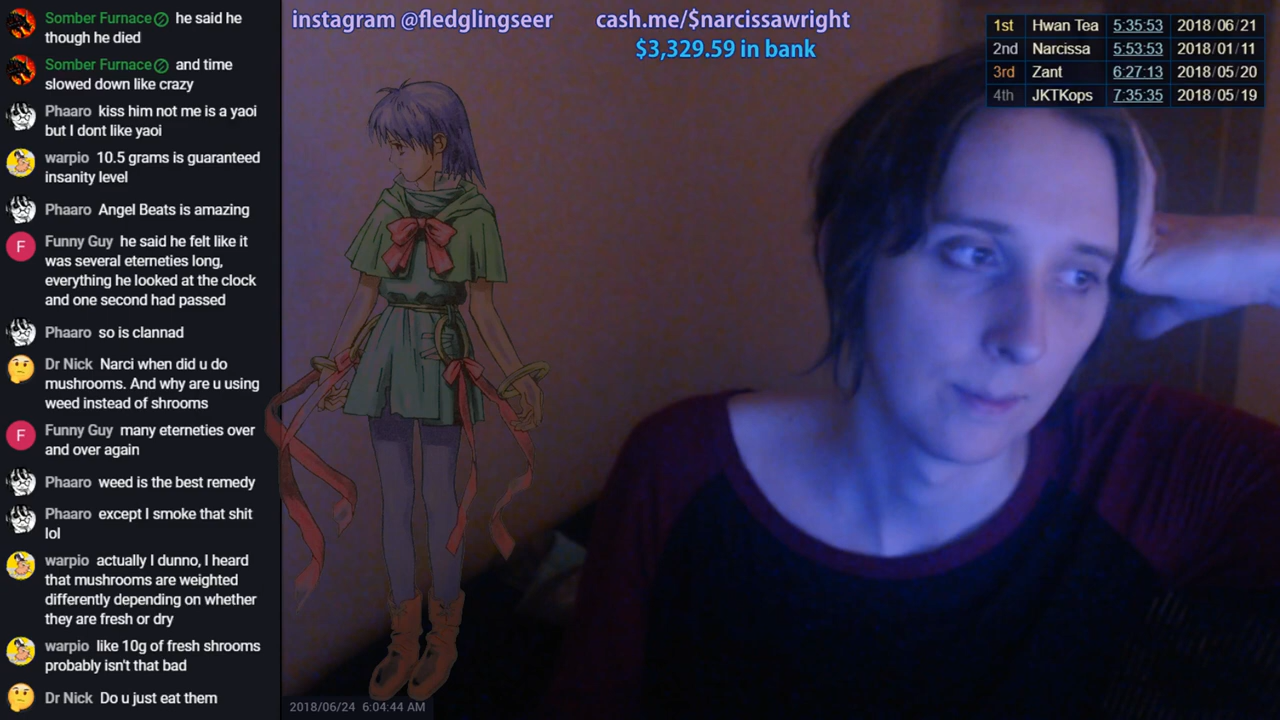 Somber Furnace he said he
though he died
Somber Furnace and time
slowed down like crazy
Phaaro kiss him not me is a yaoi
but I dont like yaoi
warpio 10.5 grams is guaranteed
insanity level
Phaaro Angel Beats is amazing
F
Funny Guy he said he felt like it
was several eterneties long,
everything he looked at the clock
and one second had passed
Phaaro so is clannad
Dr Nick Narci when did u do
mushrooms. And why are u using
weed instead of shrooms
F
Funny Guy many eterneties over
and over again
Phaaro weed is the best remedy
Phaaro except I smoke that shit
lol
warpio actually I dunno, I heard
that mushrooms are weighted
differently depending on whether
they are fresh or dry
warpio like 10g of fresh shrooms
probably isn't that bad
Dr Nick Do u just eat them
instagram @fledglingseer
cash.me/$narcissawright
$3,329.59 in bank
1st Hwan Tea 5:35:53 2018/06/21
2nd Narcissa 5:53:53 2018/01/11
3rd Zant 6:27:13 2018/05/20
4th JKTKops 7:35:35 2018/05/19
2018/06/24 6:04:44 AM